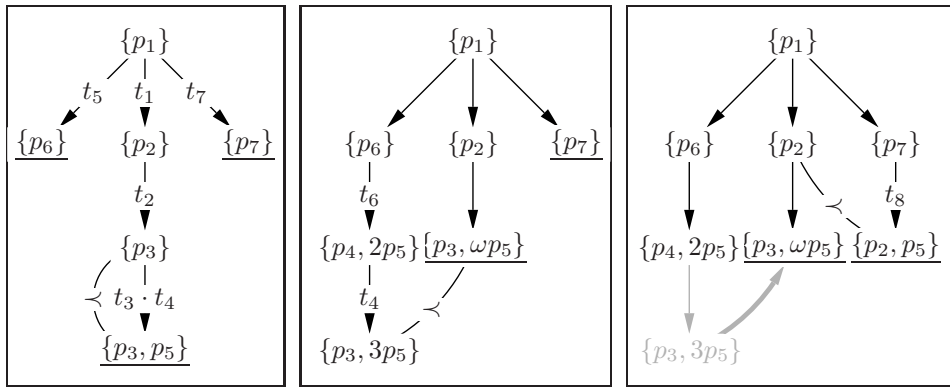 {p₁}
t₅ t₁ t₇
{p₆} {p₂} {p₇}
t₂
{p₃}
≺ t₃ · t₄
{p₃, p₅}
{p₁}
{p₆} {p₂} {p₇}
t₆
{p₄, 2p₅} {p₃, ωp₅}
t₄ ≺
{p₃, 3p₅}
{p₁}
{p₆} {p₂} {p₇}
≺ t₈
{p₄, 2p₅} {p₃, ωp₅} {p₂, p₅}
{p₃, 3p₅}